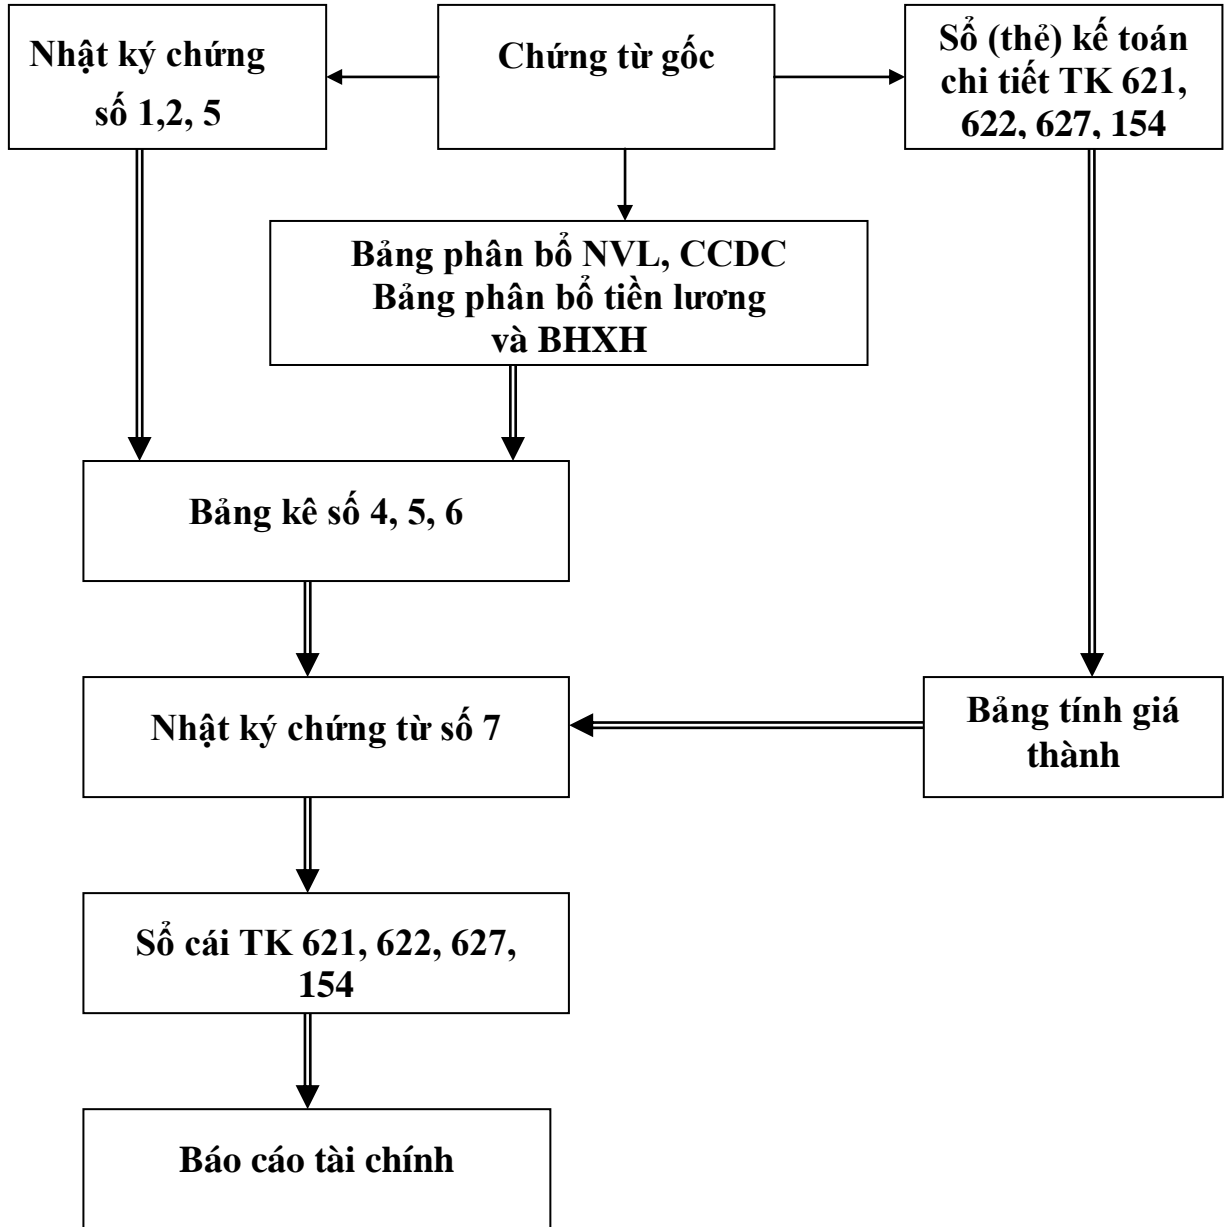 Nhật ký chứng
số 1,2, 5
Chứng từ gốc
Sổ (thẻ) kế toán
chi tiết TK 621,
622, 627, 154
Bảng phân bổ NVL, CCDC
Bảng phân bổ tiền lương
và BHXH
Bảng kê số 4, 5, 6
Nhật ký chứng từ số 7
Bảng tính giá
thành
Sổ cái TK 621, 622, 627,
154
Báo cáo tài chính